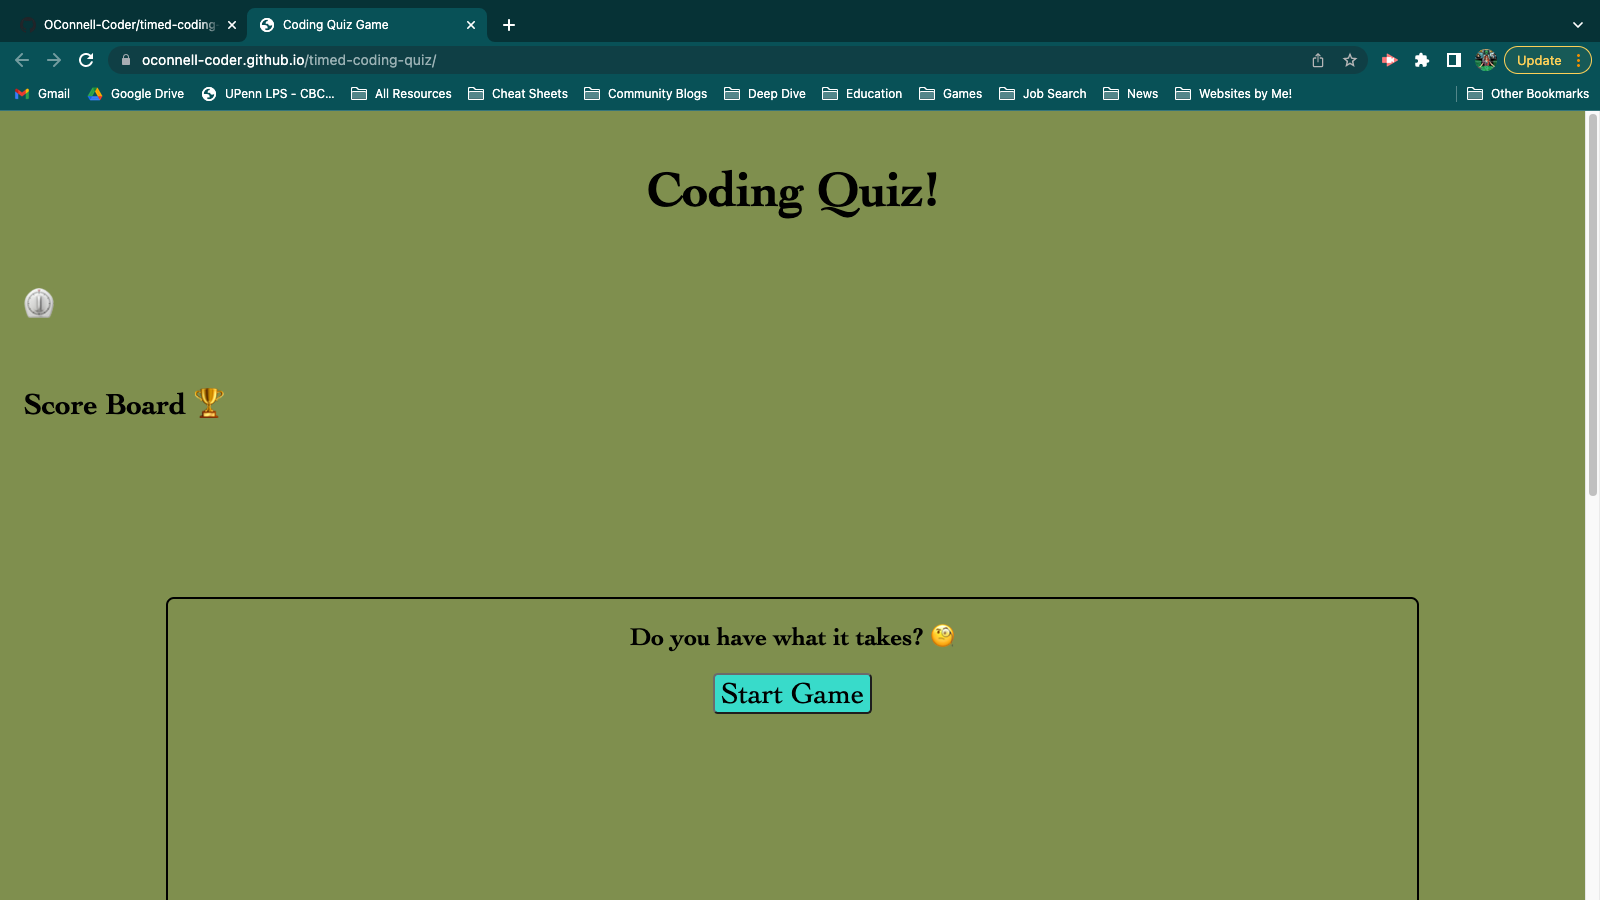 OConnell-Coder/timed-coding
Coding Quiz Game
oconnell-coder.github.io/timed-coding-quiz/
Update
Gmail
Google Drive
UPenn LPS - CBC...
All Resources
Cheat Sheets
Community Blogs
Deep Dive
Education
Games
Job Search
News
Websites by Me!
Other Bookmarks
Coding Quiz!
Score Board 🏆
Do you have what it takes? 🧐
Start Game